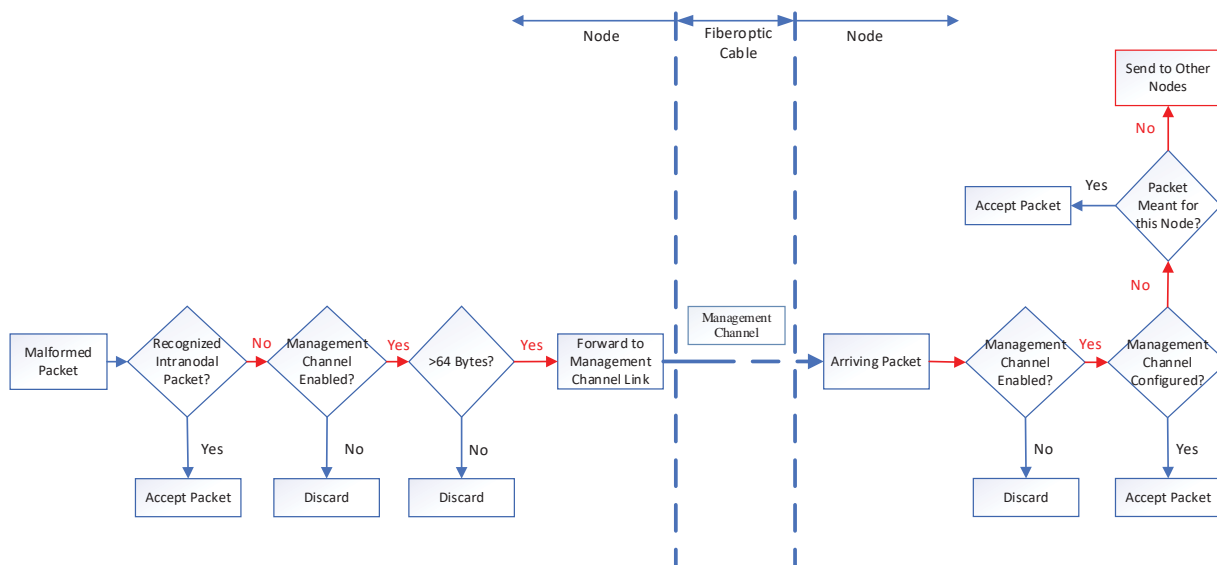 Node
Fiberoptic
Cable
Node
Send to Other
Nodes
No
Packet
Meant for
this Node?
Yes
Accept Packet
No
Malformed
Packet
Recognized
Intranodal
Packet?
No
Management
Channel
Enabled?
Yes
>64 Bytes?
Yes
Forward to
Management
Channel Link
Management
Channel
Arriving Packet
Management
Channel
Enabled?
Yes
Management
Channel
Configured?
Yes
No
No
No
Yes
Accept Packet
Discard
Discard
Discard
Accept Packet